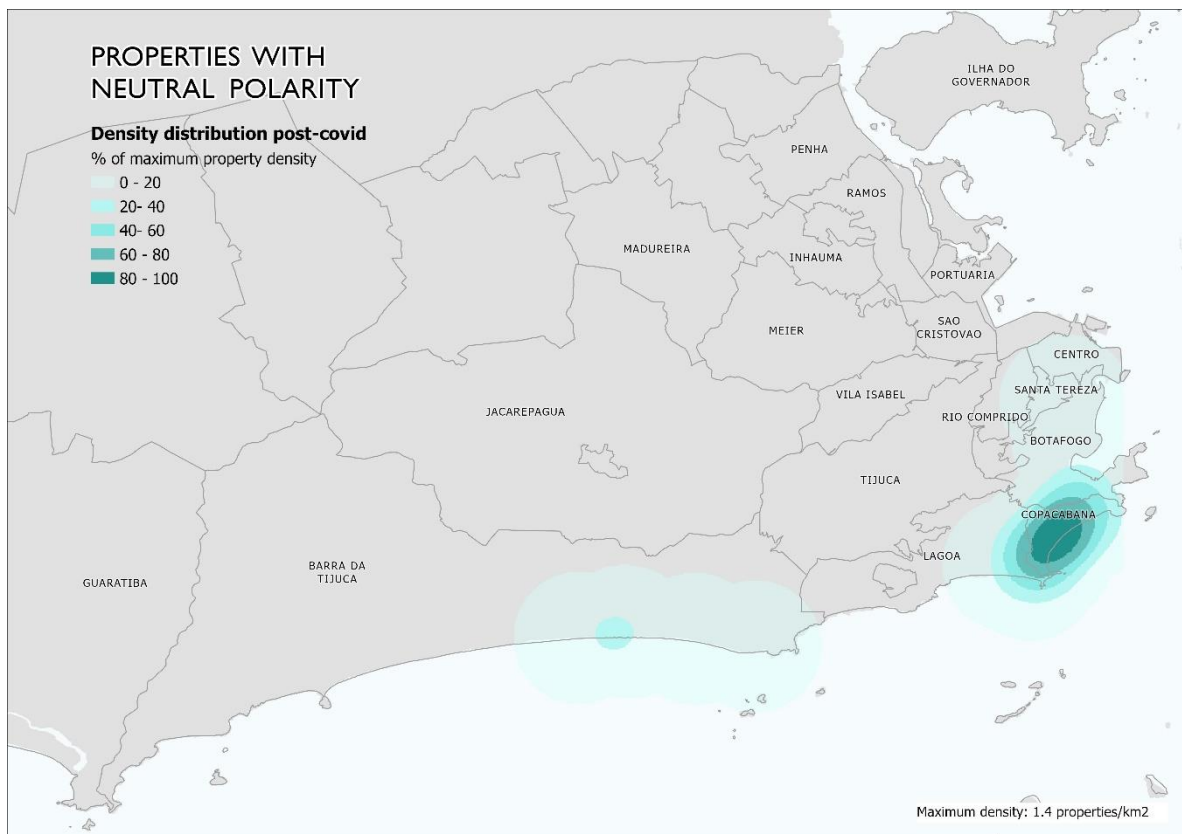 PROPERTIES WITH
NEUTRAL POLARITY
Density distribution post-covid
% of maximum property density
0 - 20
20- 40
40- 60
60 - 80
80 - 100
ILHA DO
GOVERNADOR
PENHA
RAMOS
MADUREIRA
INHAUMA
PORTUARIA
MEIER
SAO
CRISTOVAO
CENTRO
VILA ISABEL
SANTA TEREZA
JACAREPAGUA
RIO COMPRIDO
BOTAFOGO
TIJUCA
COPACABANA
LAGOA
BARRA DA
TIJUCA
GUARATIBA
Maximum density: 1.4 properties/km2